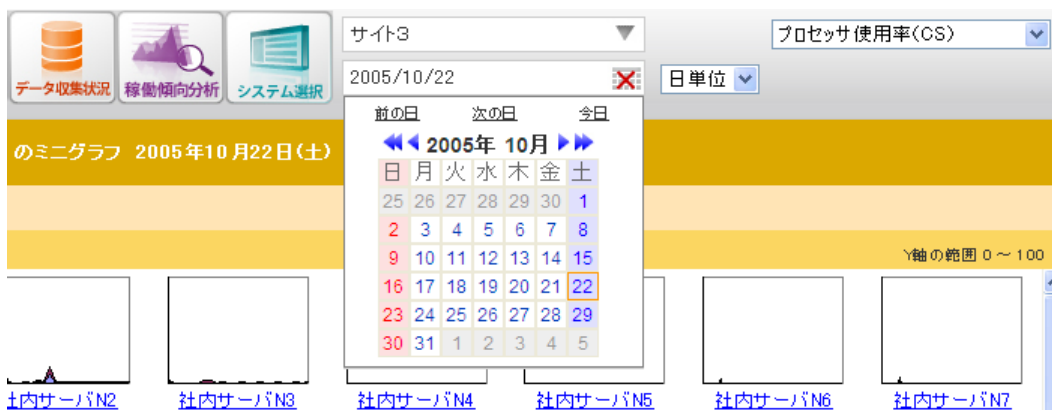 サイト3
プロセッサ使用率(CS)
データ収集状況
稼働傾向分析
システム選択
2005/10/22
日単位
前の日 次の日 今日
2005年 10月
日 月 火 水 木 金 土
25 26 27 28 29 30 1
2 3 4 5 6 7 8
9 10 11 12 13 14 15
16 17 18 19 20 21 22
23 24 25 26 27 28 29
30 31 1 2 3 4 5
のミニグラフ 2005年10月22日(土)
Y軸の範囲 0～100
社内サーバN2
社内サーバN3
社内サーバN4
社内サーバN5
社内サーバN6
社内サーバN7